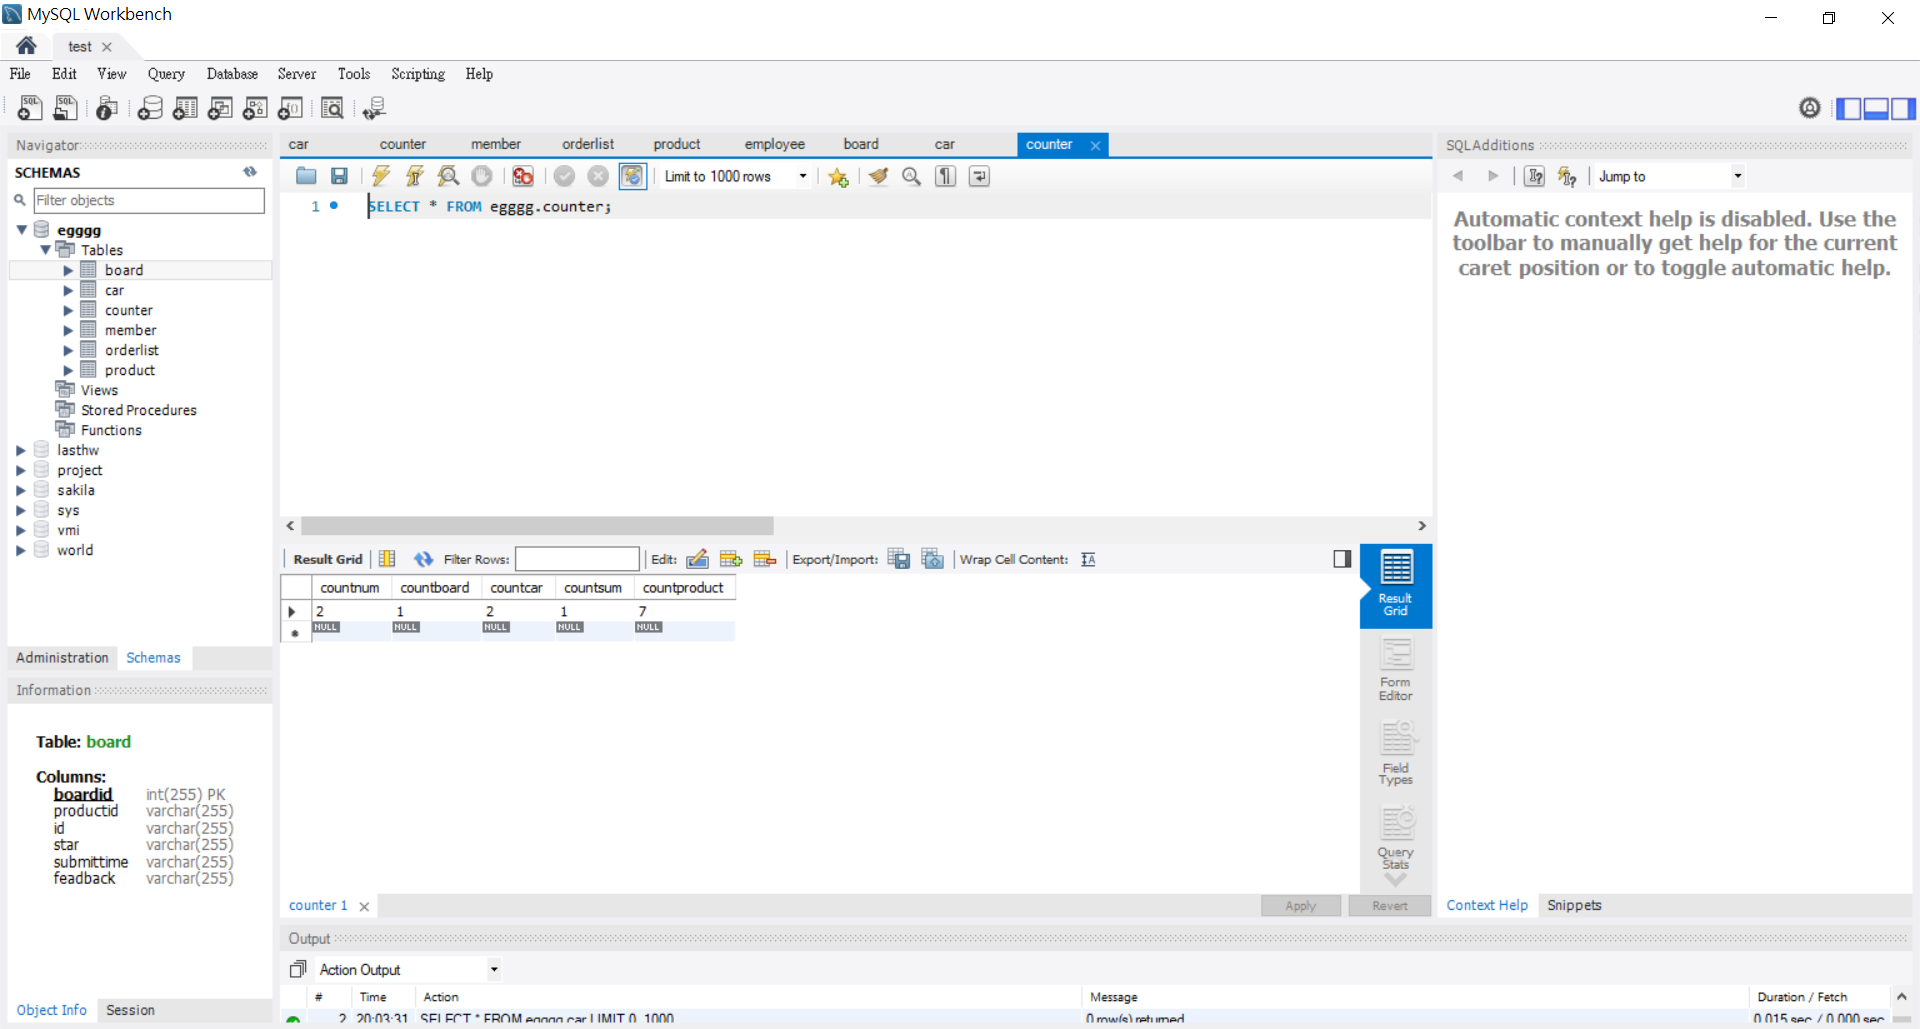 MySQL Workbench
test
File Edit View Query Database Server Tools Scripting Help
Navigator
SCHEMAS
Filter objects
egggg
Tables
board
car
counter
member
orderlist
product
Views
Stored Procedures
Functions
lasthw
project
sakila
sys
vmi
world
Administration Schemas
Information
Table: board
Columns:
boardid int(255) PK
productid varchar(255)
id varchar(255)
star varchar(255)
submittime varchar(255)
feadback varchar(255)
Object Info Session
car counter member orderlist product employee board car counter
Limit to 1000 rows
1 SELECT * FROM egggg.counter;
Result Grid Filter Rows: Edit: Export/Import: Wrap Cell Content:
countnum countboard countcar countsum countproduct
2 1 2 1 7
NULL NULL NULL NULL NULL
Result
Grid
Form
Editor
Field
Types
Query
Stats
counter 1 Apply Revert
SQLAdditions
Jump to
Automatic context help is disabled. Use the
toolbar to manually get help for the current
caret position or to toggle automatic help.
Context Help Snippets
Output
Action Output
# Time Action Message Duration / Fetch
2 20:03:31 SELECT * FROM egggg.car LIMIT 0, 1000 0 row(s) returned 0.015 sec / 0.000 sec